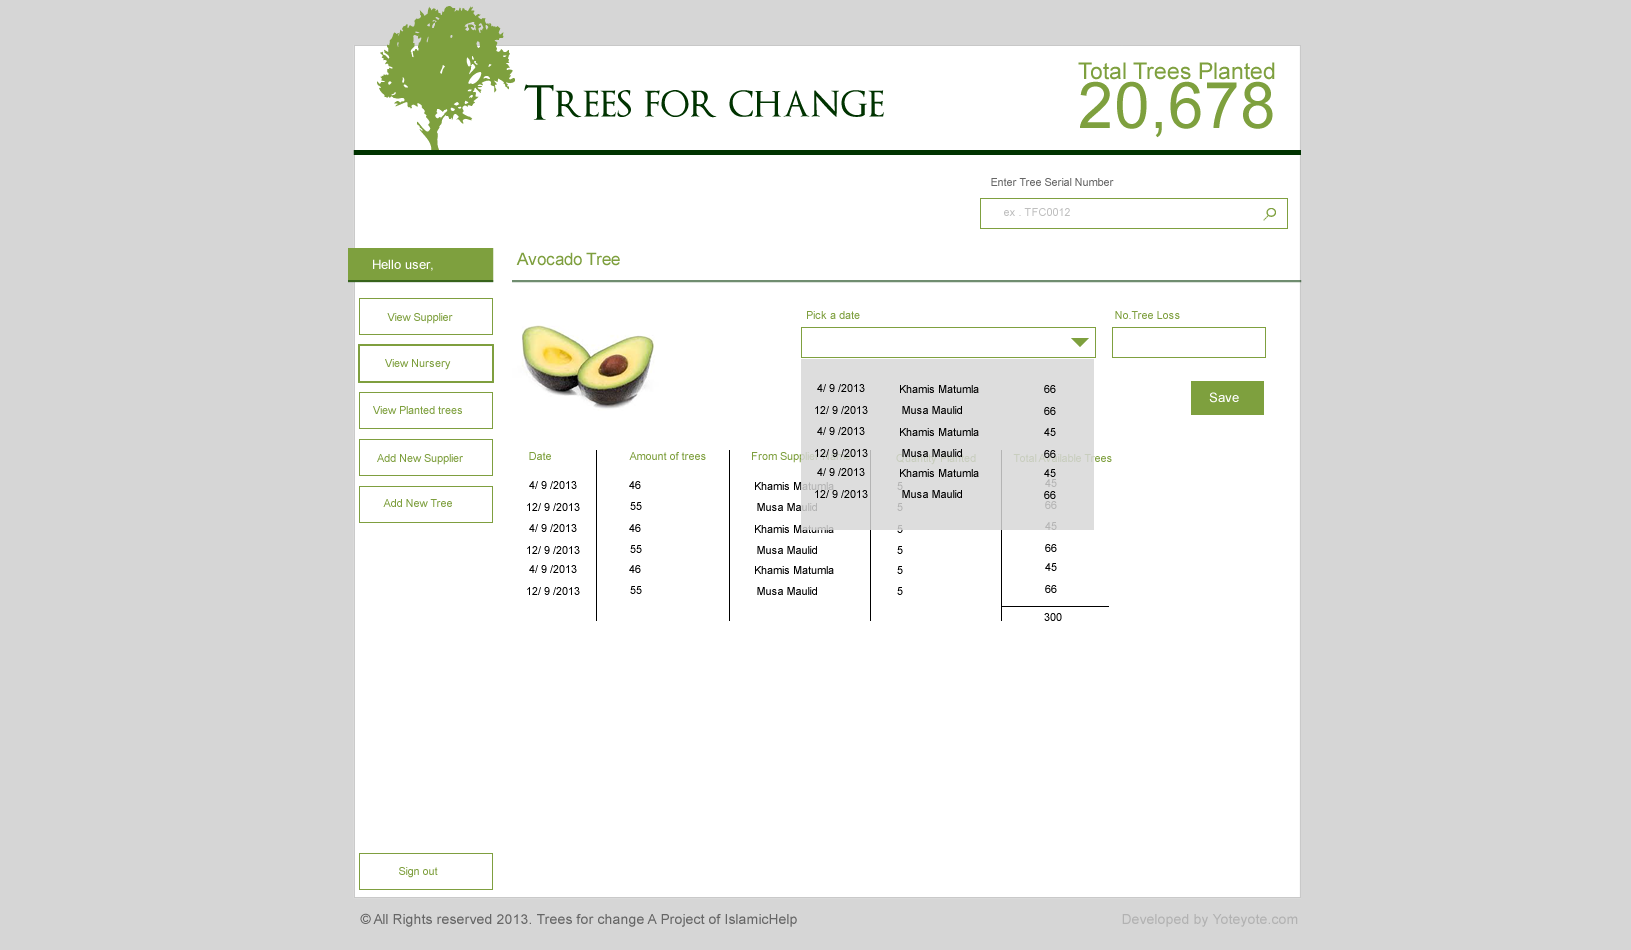 TREES FOR CHANGE
Total Trees Planted
20,678
Enter Tree Serial Number
ex . TFC0012
Hello user,
Avocado Tree
View Supplier
View Nursery
View Planted trees
Add New Supplier
Add New Tree
Sign out
Pick a date
No.Tree Loss
Save
4/ 9 /2013 Khamis Matumla 66
12/ 9 /2013 Musa Maulid 66
4/ 9 /2013 Khamis Matumla 45
12/ 9 /2013 Musa Maulid 66
4/ 9 /2013 Khamis Matumla 45
12/ 9 /2013 Musa Maulid 66
Date Amount of trees From Supplier Total Available Trees
4/ 9 /2013 46 Khamis Matumla 5 45
12/ 9 /2013 55 Musa Maulid 5 66
4/ 9 /2013 46 Khamis Matumla 5 45
12/ 9 /2013 55 Musa Maulid 5 66
4/ 9 /2013 46 Khamis Matumla 5 45
12/ 9 /2013 55 Musa Maulid 5 66
300
© All Rights reserved 2013. Trees for change A Project of IslamicHelp
Developed by Yoteyote.com